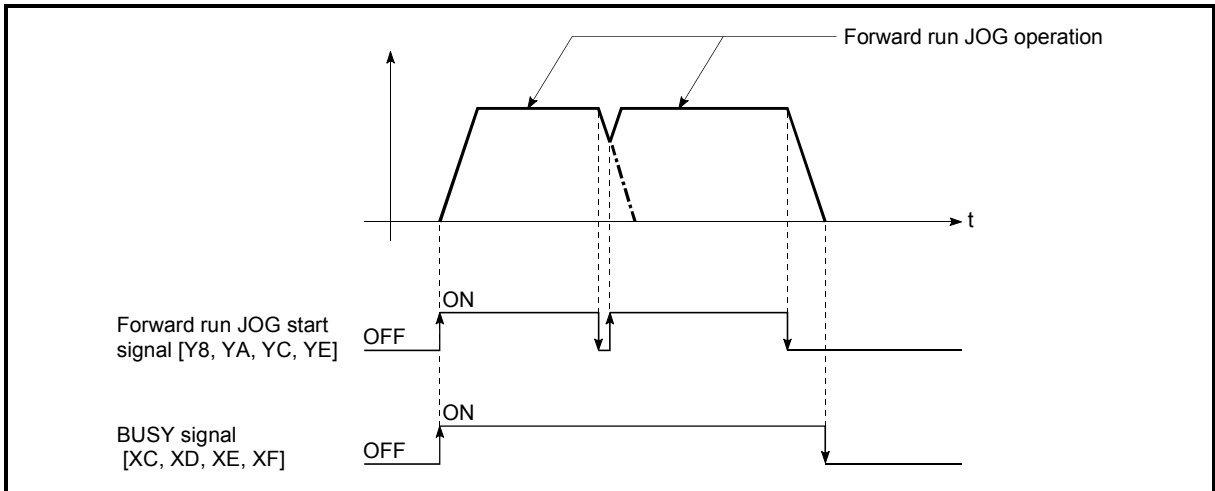 Forward run JOG operation
t
ON
Forward run JOG start
signal [Y8, YA, YC, YE]
OFF
ON
BUSY signal
[XC, XD, XE, XF]
OFF